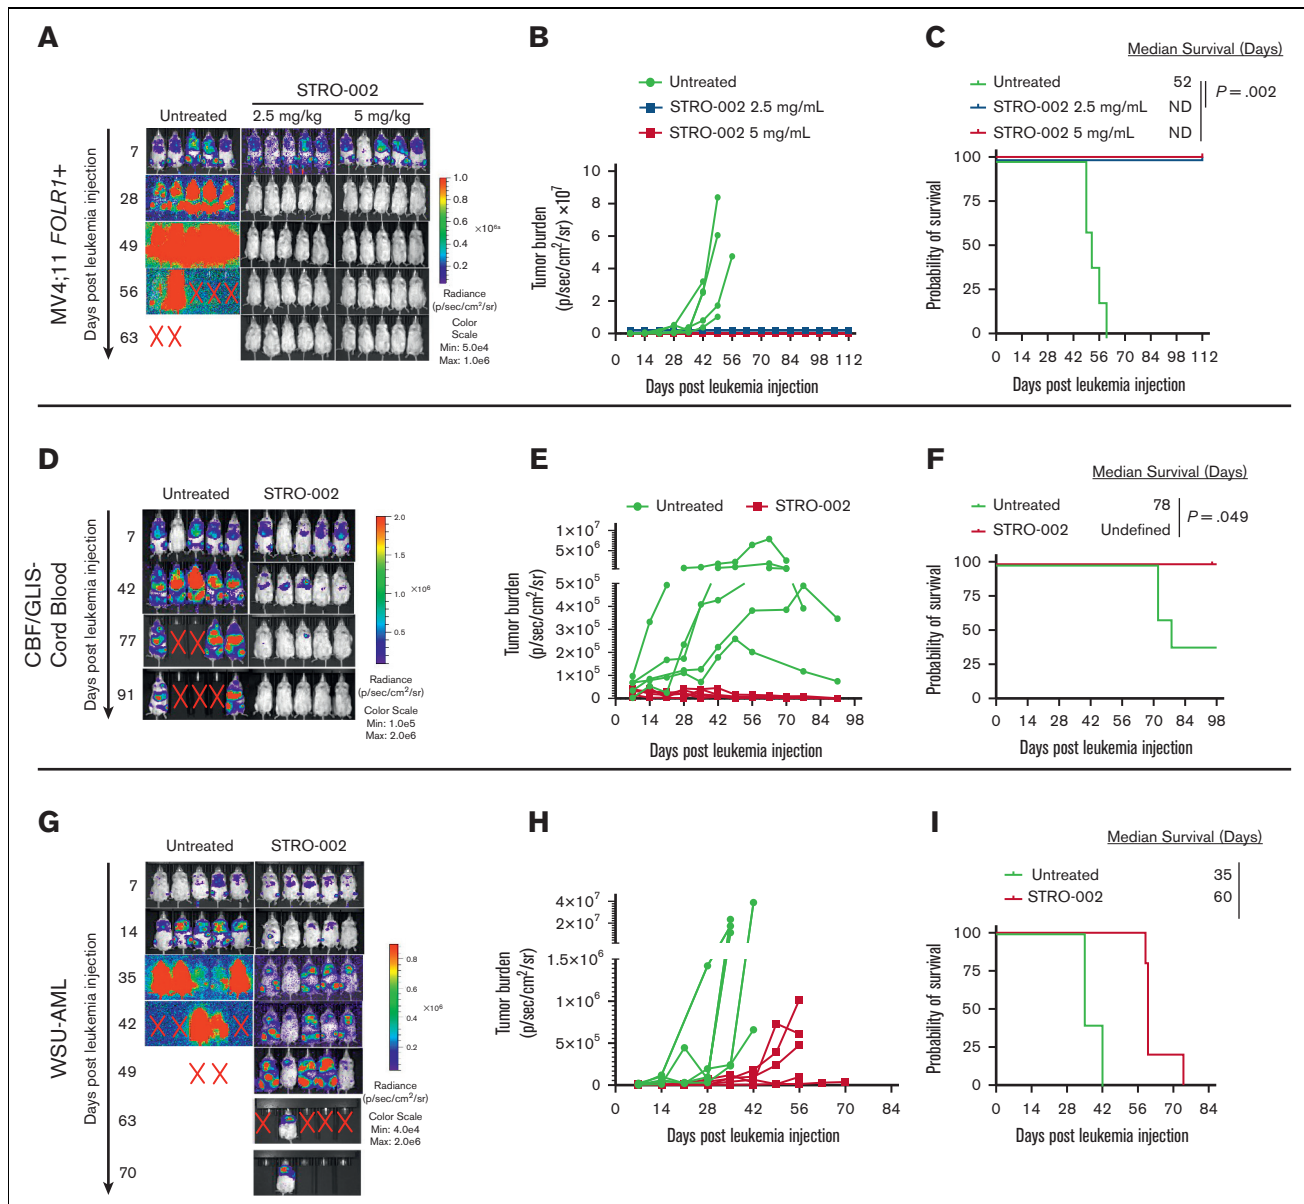 A
STRO-002
Untreated
2.5 mg/kg
5 mg/kg
MV4;11 FOLR1+
Days post leukemia injection
7
28
49
56
63
1.0
0.8
0.6
0.4
0.2
Radiance
(p/sec/cm²/sr)
Color
Scale
Min: 5.0e4
Max: 1.0e6
B
Untreated
STRO-002 2.5 mg/mL
STRO-002 5 mg/mL
Tumor burden
(p/sec/cm²/sr) ×10⁷
10
8
6
4
2
0
0 14 28 42 56 70 84 98 112
Days post leukemia injection
C
Median Survival (Days)
Untreated 52
STRO-002 2.5 mg/mL ND
STRO-002 5 mg/mL ND
P = .002
Probability of survival
100
75
50
25
0
0 14 28 42 56 70 84 98 112
Days post leukemia injection
D
Untreated
STRO-002
CBF/GLIS-
Cord Blood
Days post leukemia injection
7
42
77
91
2.0
1.5
1.0
0.5
×10⁶
Radiance
(p/sec/cm²/sr)
Color Scale
Min: 1.0e5
Max: 2.0e6
E
Untreated
STRO-002
Tumor burden
(p/sec/cm²/sr)
1×10⁷
5×10⁶
5×10⁵
4×10⁵
3×10⁵
2×10⁵
1×10⁵
0
0 14 28 42 56 70 84 98
Days post leukemia injection
F
Median Survival (Days)
Untreated 78
STRO-002 Undefined
P = .049
Probability of survival
100
75
50
25
0
0 14 28 42 56 70 84 98
Days post leukemia injection
G
Untreated
STRO-002
WSU-AML
Days post leukemia injection
7
14
35
42
49
63
70
0.8
0.6
0.4
0.2
×10⁶
Radiance
(p/sec/cm²/sr)
Color Scale
Min: 4.0e4
Max: 2.0e6
H
Tumor burden
(p/sec/cm²/sr)
4×10⁷
2×10⁷
1.5×10⁶
1×10⁶
5×10⁵
0
0 14 28 42 56 70 84
Days post leukemia injection
I
Median Survival (Days)
Untreated 35
STRO-002 60
Probability of survival
100
75
50
25
0
0 14 28 42 56 70 84
Days post leukemia injection